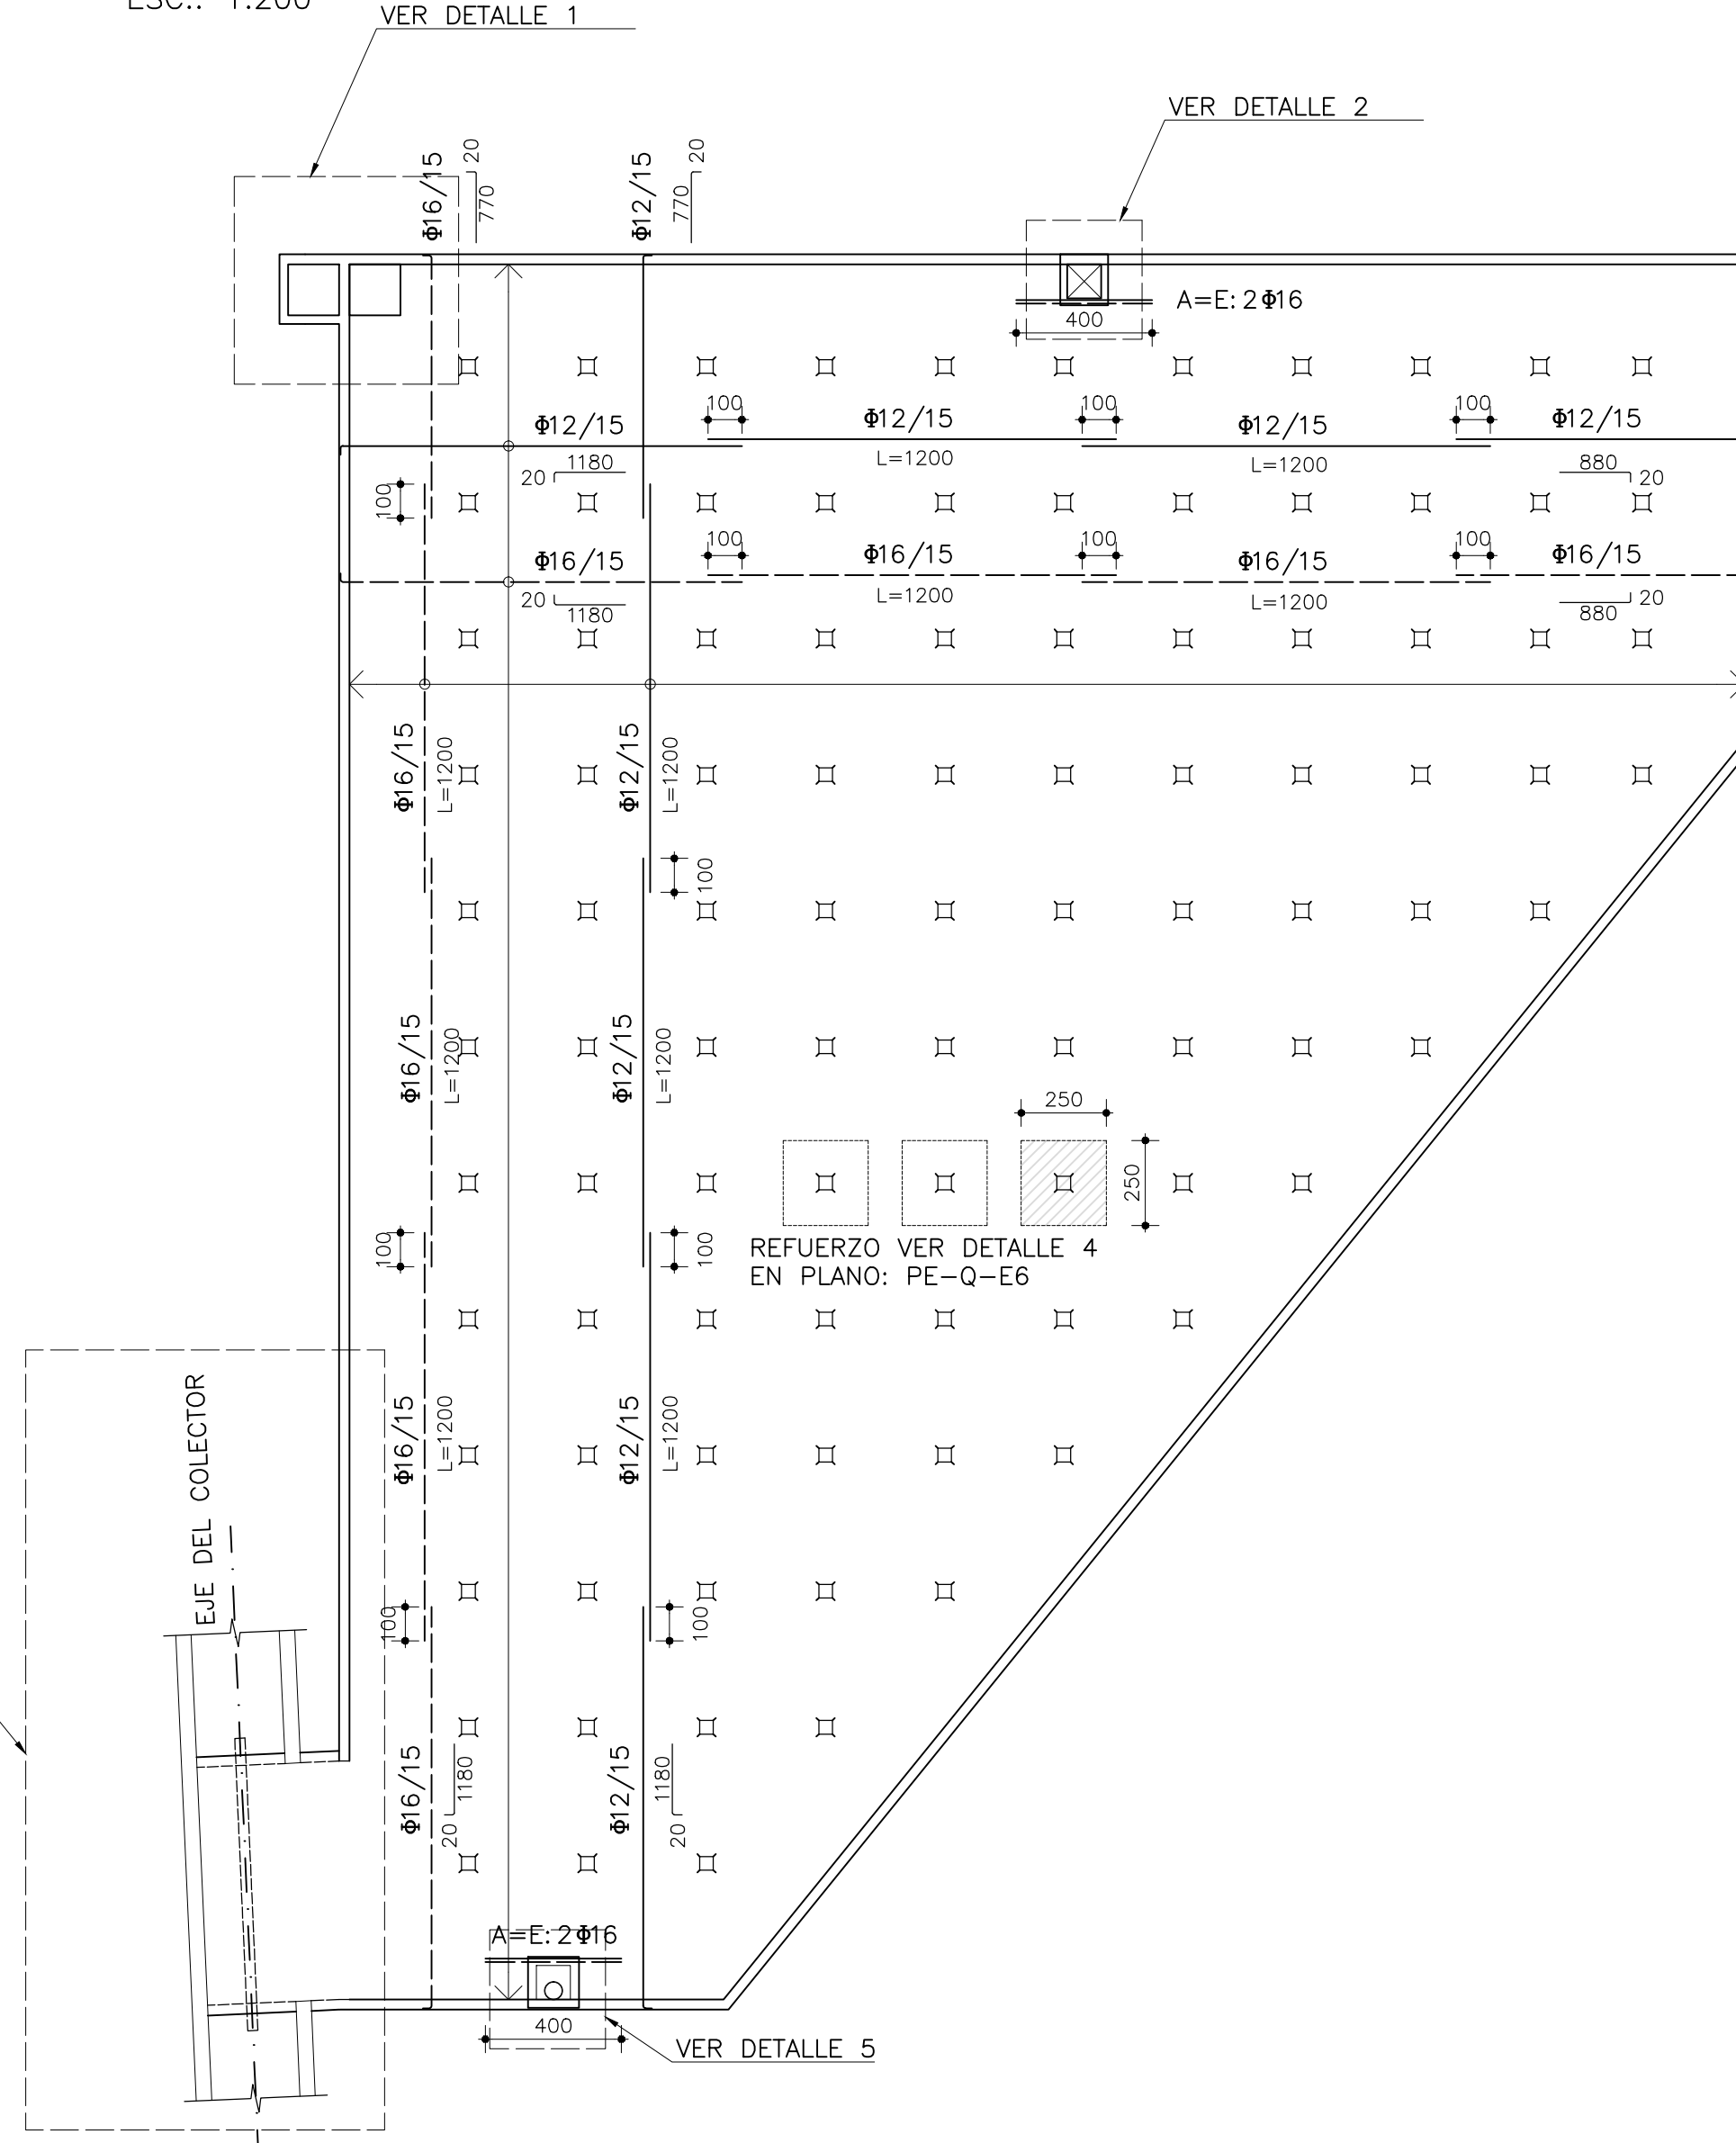 ESC.: 1:200
VER DETALLE 1
VER DETALLE 2
Φ16/15
20
770
Φ12/15
770
20
A=E: 2Φ16
400
100
100
100
Φ12/15
Φ12/15
Φ12/15
Φ12/15
20
1180
L=1200
L=1200
880
20
100
100
100
100
Φ16/15
Φ16/15
Φ16/15
Φ16/15
20
1180
L=1200
L=1200
880
20
Φ16/15
L=1200
Φ12/15
L=1200
100
Φ16/15
L=1200
Φ12/15
L=1200
250
250
100
100
REFUERZO VER DETALLE 4
EN PLANO: PE-Q-E6
EJE DEL COLECTOR
Φ16/15
L=1200
Φ12/15
L=1200
100
100
Φ16/15
1180
20
Φ12/15
1180
20
A=E: 2Φ16
400
VER DETALLE 5